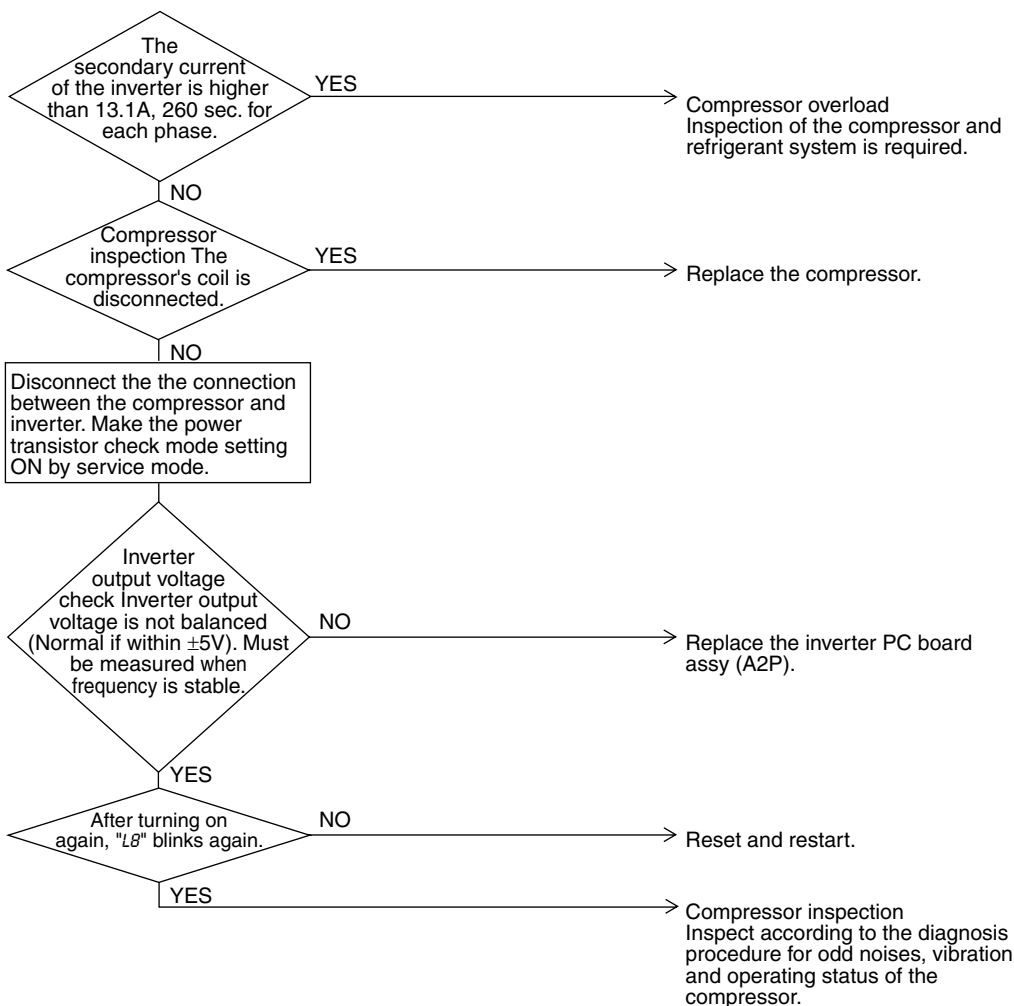 The
secondary current
of the inverter is higher
than 13.1A, 260 sec. for
each phase.
YES
Compressor overload
Inspection of the compressor and
refrigerant system is required.
NO
Compressor
inspection The
compressor's coil is
disconnected.
YES
Replace the compressor.
NO
Disconnect the the connection
between the compressor and
inverter. Make the power
transistor check mode setting
ON by service mode.
Inverter
output voltage
check Inverter output
voltage is not balanced
(Normal if within ±5V). Must
be measured when
frequency is stable.
NO
Replace the inverter PC board
assy (A2P).
YES
After turning on
again, "L8" blinks again.
NO
Reset and restart.
YES
Compressor inspection
Inspect according to the diagnosis
procedure for odd noises, vibration
and operating status of the
compressor.